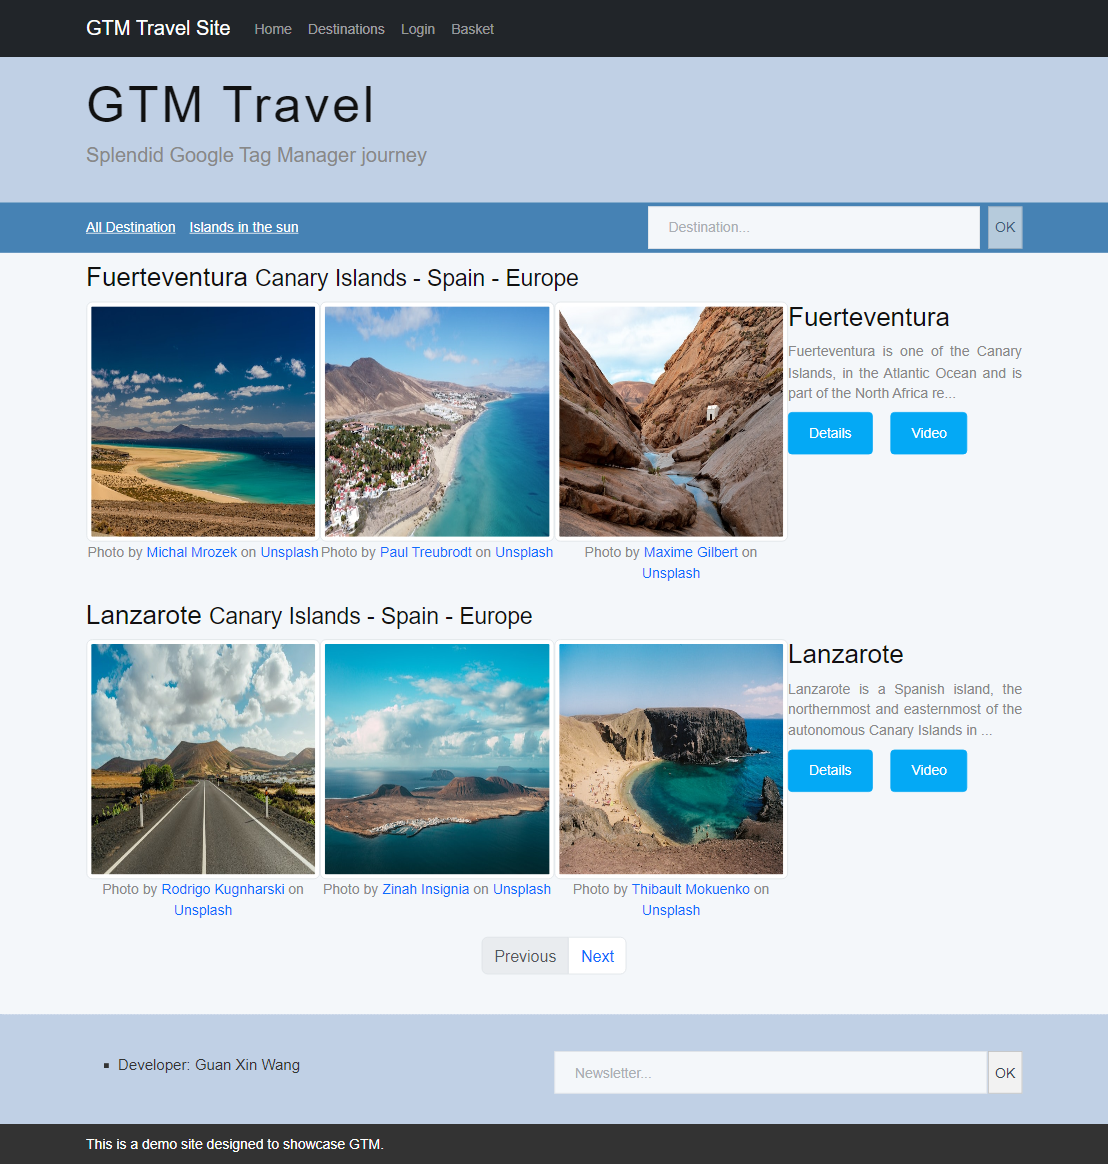 GTM Travel Site Home Destinations Login Basket
GTM Travel
Splendid Google Tag Manager journey
All Destination Islands in the sun Destination... OK
Fuerteventura Canary Islands - Spain - Europe
Fuerteventura
Fuerteventura is one of the Canary
Islands, in the Atlantic Ocean and is
part of the North Africa re...
Details Video
Photo by Michal Mrozek on Unsplash
Photo by Paul Treubrodt on Unsplash
Photo by Maxime Gilbert on
Unsplash
Lanzarote Canary Islands - Spain - Europe
Lanzarote
Lanzarote is a Spanish island, the
northernmost and easternmost of the
autonomous Canary Islands in ...
Details Video
Photo by Rodrigo Kugnharski on
Unsplash
Photo by Zinah Insignia on Unsplash
Photo by Thibault Mokuenko on
Unsplash
Previous Next
Developer: Guan Xin Wang
Newsletter... OK
This is a demo site designed to showcase GTM.